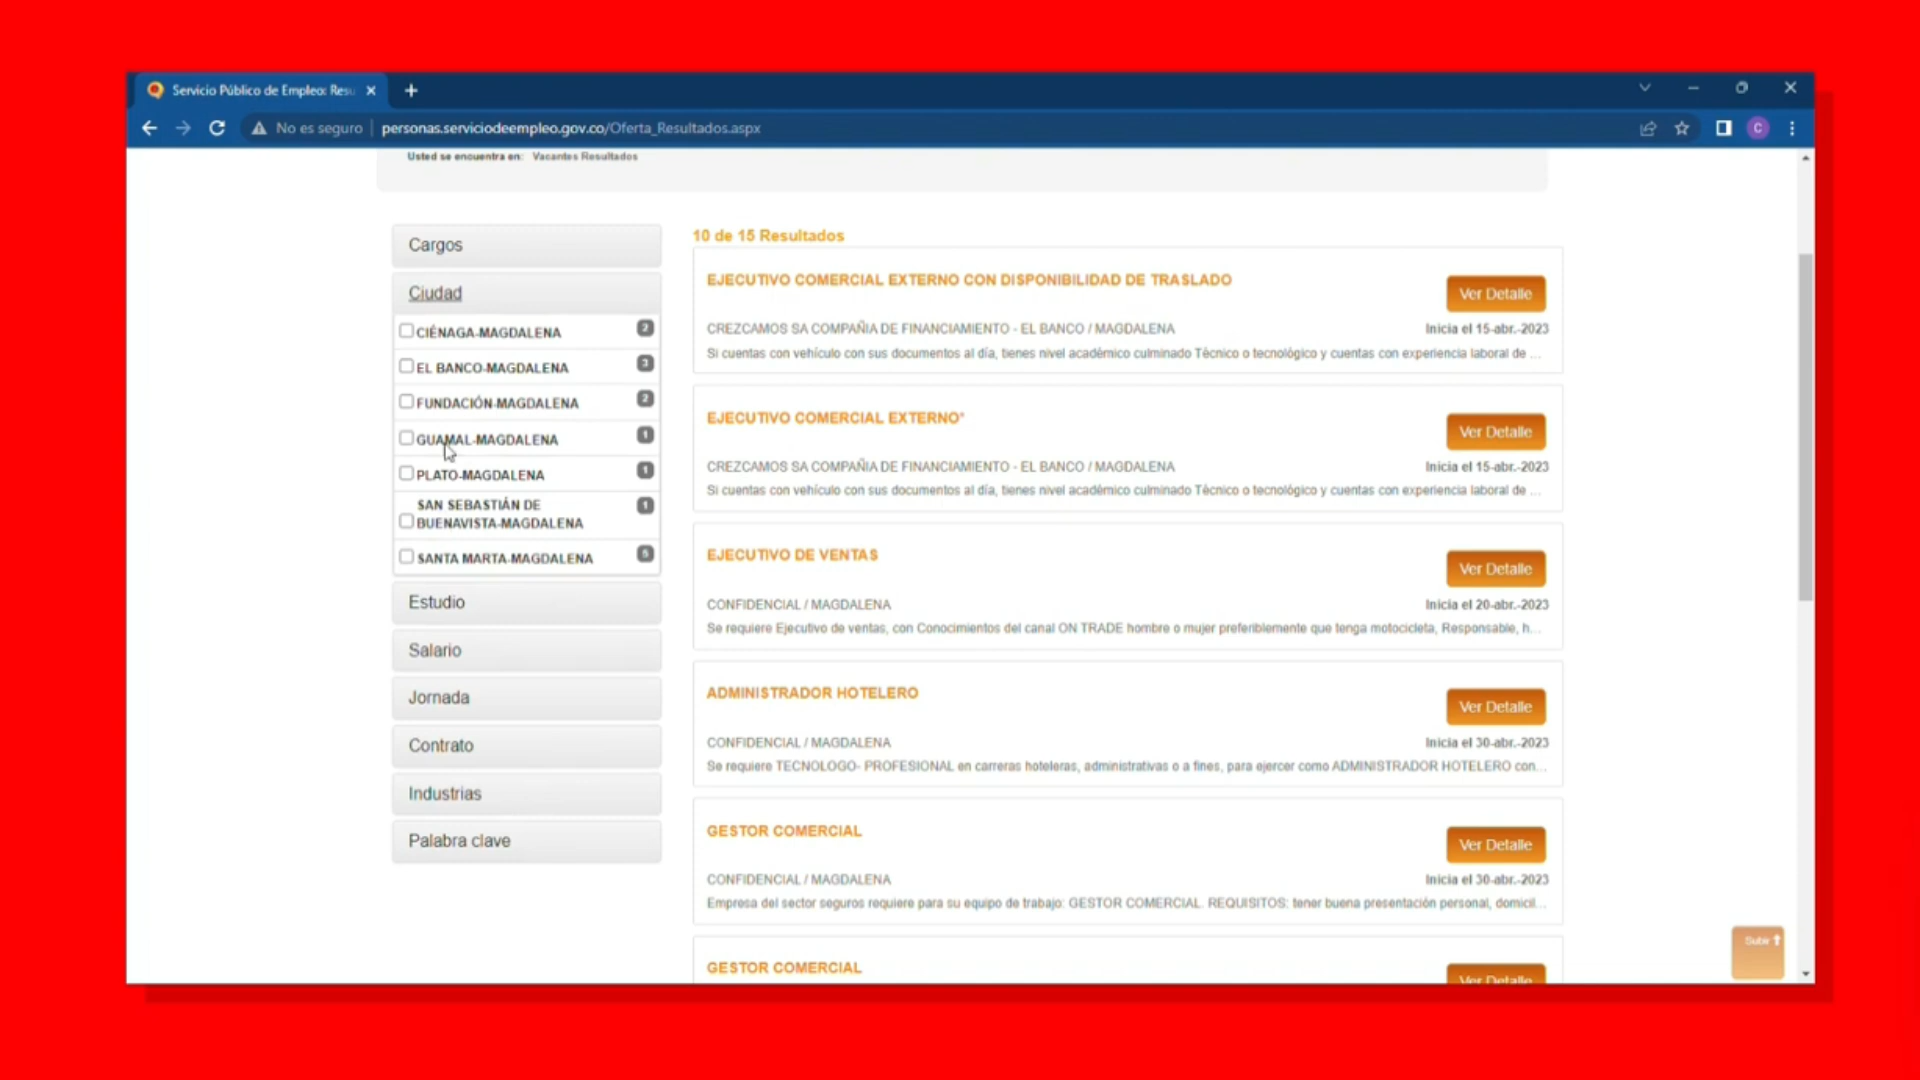 Servicio Público de Empleo: Resu
No es seguro
personas.serviciodeempleo.gov.co/Oferta_Resultados.aspx
C
Usted se encuentra en: Vacantes Resultados
Cargos
Ciudad
CIÉNAGA-MAGDALENA 2
EL BANCO-MAGDALENA 3
FUNDACIÓN-MAGDALENA 2
GUAMAL-MAGDALENA 1
PLATO-MAGDALENA 1
SAN SEBASTIÁN DE
BUENAVISTA-MAGDALENA 1
SANTA MARTA-MAGDALENA 5
Estudio
Salario
Jornada
Contrato
Industrias
Palabra clave
10 de 15 Resultados
EJECUTIVO COMERCIAL EXTERNO CON DISPONIBILIDAD DE TRASLADO
Ver Detalle
CREZCAMOS SA COMPAÑIA DE FINANCIAMIENTO - EL BANCO / MAGDALENA
Inicia el 15-abr.-2023
Si cuentas con vehículo con sus documentos al día, tienes nivel académico culminado Técnico o tecnológico y cuentas con experiencia laboral de ...
EJECUTIVO COMERCIAL EXTERNO*
Ver Detalle
CREZCAMOS SA COMPAÑIA DE FINANCIAMIENTO - EL BANCO / MAGDALENA
Inicia el 15-abr.-2023
Si cuentas con vehículo con sus documentos al día, tienes nivel académico culminado Técnico o tecnológico y cuentas con experiencia laboral de ...
EJECUTIVO DE VENTAS
Ver Detalle
CONFIDENCIAL / MAGDALENA
Inicia el 20-abr.-2023
Se requiere Ejecutivo de ventas, con Conocimientos del canal ON TRADE hombre o mujer preferiblemente que tenga motocicleta, Responsable, h...
ADMINISTRADOR HOTELERO
Ver Detalle
CONFIDENCIAL / MAGDALENA
Inicia el 30-abr.-2023
Se requiere TECNOLOGO- PROFESIONAL en carreras hoteleras, administrativas o a fines, para ejercer como ADMINISTRADOR HOTELERO con...
GESTOR COMERCIAL
Ver Detalle
CONFIDENCIAL / MAGDALENA
Inicia el 30-abr.-2023
Empresa del sector seguros requiere para su equipo de trabajo: GESTOR COMERCIAL. REQUISITOS: tener buena presentación personal, domicil...
GESTOR COMERCIAL
Ver Detalle
Subir